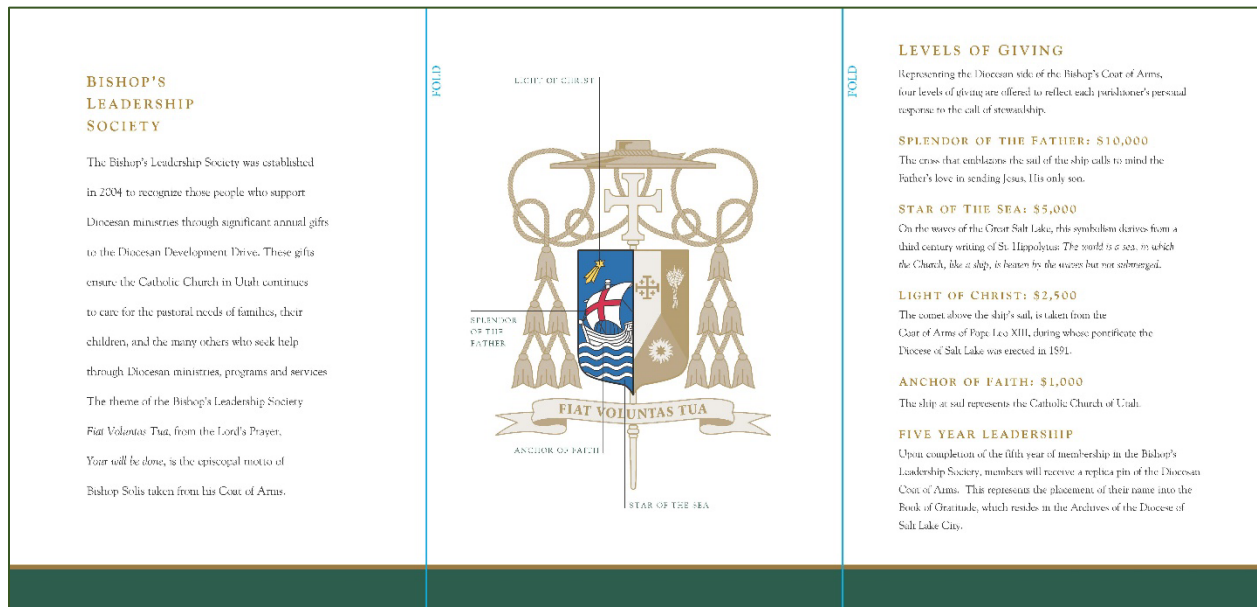 BISHOP'S
LEADERSHIP
SOCIETY
The Bishop's Leadership Society was established
in 2004 to recognize those people who support
Diocesan ministries through significant annual gifts
to the Diocesan Development Drive. These gifts
ensure the Catholic Church in Utah continues
to care for the pastoral needs of families, their
children, and the many others who seek help
through Diocesan ministries, programs and services
The theme of the Bishop's Leadership Society
Fiat Voluntas Tua, from the Lord's Prayer,
Your will be done, is the episcopal motto of
Bishop Solis taken from his Coat of Arms.
FOLD
LIGHT OF CHRIST
SPLENDOR
OF THE
FATHER
FIAT VOLUNTAS TUA
ANCHOR OF FAITH
STAR OF THE SEA
FOLD
LEVELS OF GIVING
Representing the Diocesan side of the Bishop's Coat of Arms,
four levels of giving are offered to reflect each parishioner's personal
response to the call of stewardship.
SPLENDOR OF THE FATHER: $10,000
The cross that emblazons the sail of the ship calls to mind the
Father's love in sending Jesus, His only son.
STAR OF THE SEA: $5,000
On the waves of the Great Salt Lake, this symbolism derives from a
third century writing of St. Hippolytus: The world is a sea, in which
the Church, like a ship, is beaten by the waves but not submerged.
LIGHT OF CHRIST: $2,500
The comet above the ship's sail, is taken from the
Coat of Arms of Pope Leo XIII, during whose pontificate the
Diocese of Salt Lake was erected in 1891.
ANCHOR OF FAITH: $1,000
The ship at sail represents the Catholic Church of Utah.
FIVE YEAR LEADERSHIP
Upon completion of the fifth year of membership in the Bishop's
Leadership Society, members will receive a replica pin of the Diocesan
Coat of Arms. This represents the placement of their name into the
Book of Gratitude, which resides in the Archives of the Diocese of
Salt Lake City.